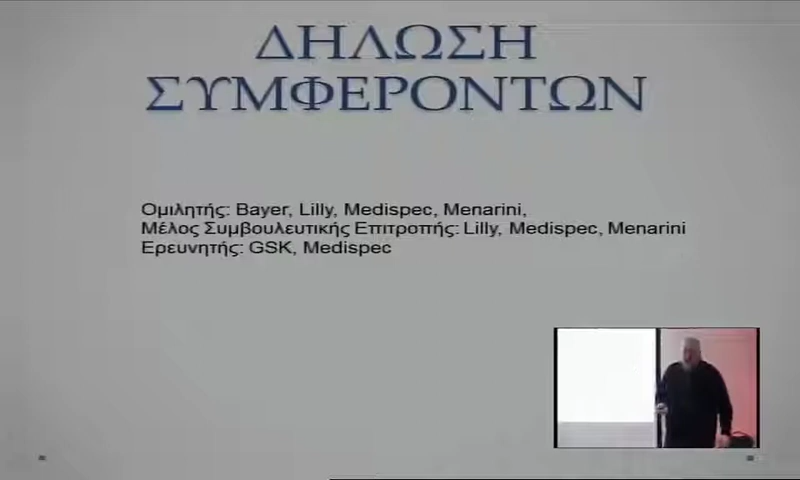 ΔΗΛΩΣΗ
ΣΥΜΦΕΡΟΝΤΩΝ
Ομιλητής: Bayer, Lilly, Medispec, Menarini,
Μέλος Συμβουλευτικής Επιτροπής: Lilly, Medispec, Menarini
Ερευνητής: GSK, Medispec